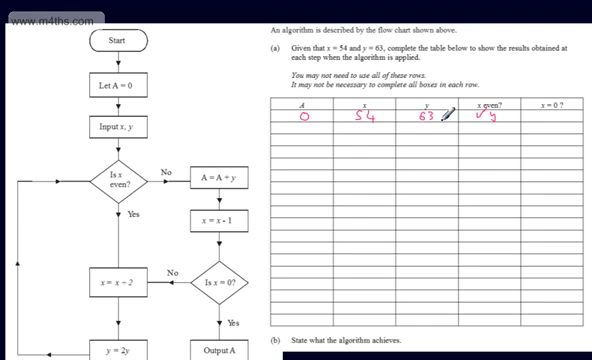 www.m4ths.com
Start
Let A = 0
Input x, y
Is x
even?
No
Yes
A = A + y
x = x - 1
Is x = 0?
No
Yes
x = x ÷ 2
y = 2y
Output A
An algorithm is described by the flow chart shown above.
(a) Given that x = 54 and y = 63, complete the table below to show the results obtained at
each step when the algorithm is applied.
You may not need to use all of these rows.
It may not be necessary to complete all boxes in each row.
A x y x even? x = 0 ?
0 54 63 y
(b) State what the algorithm achieves.